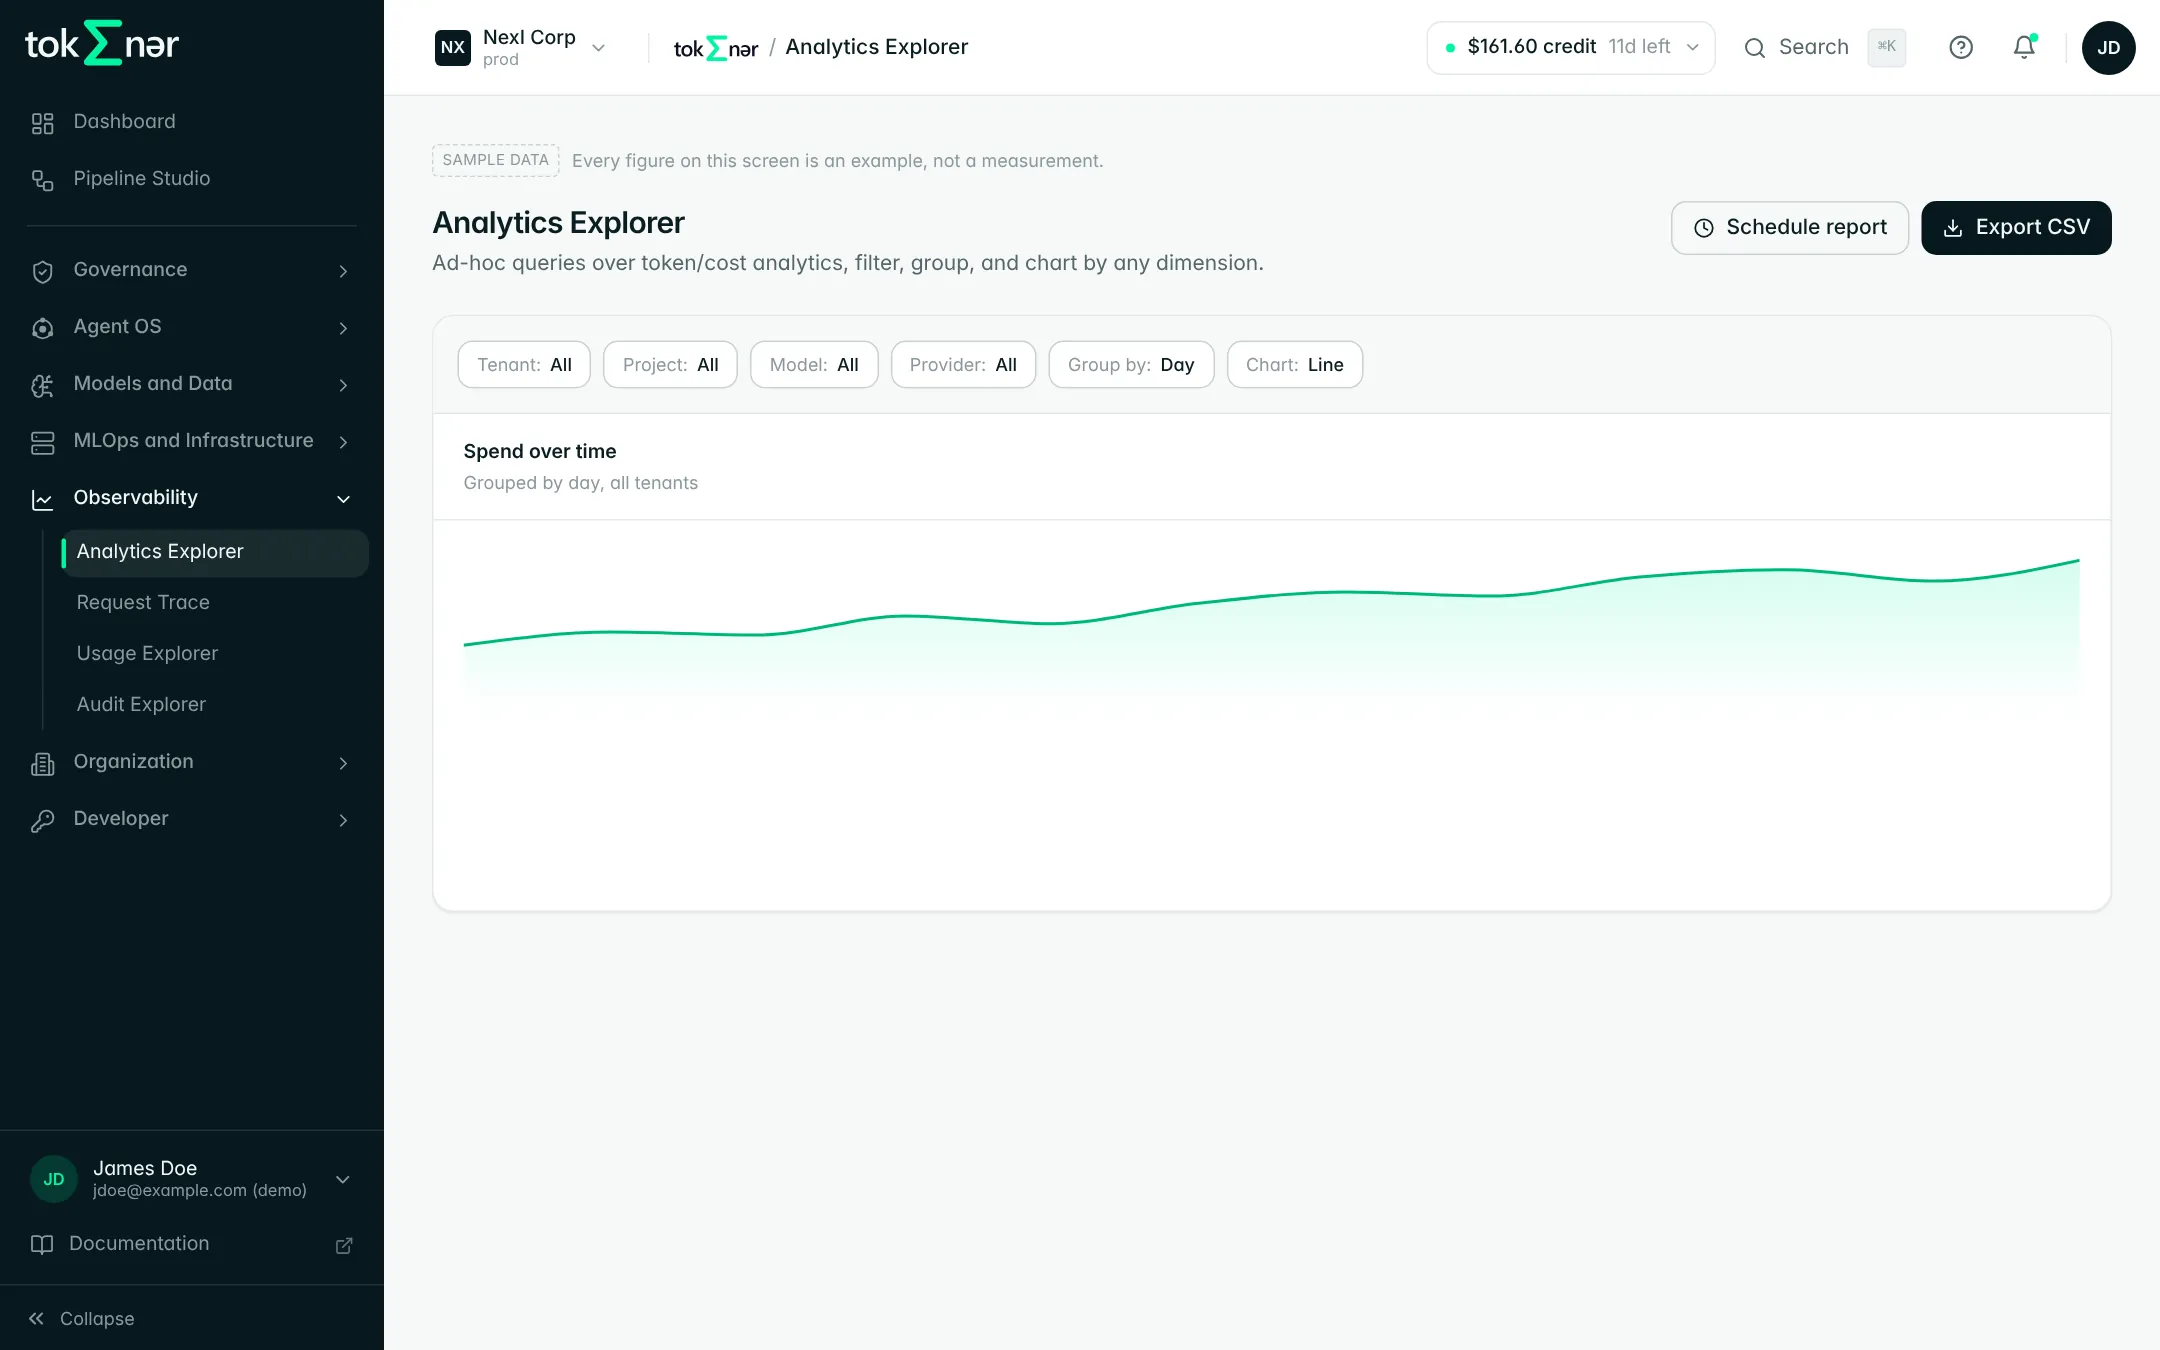 tokΣnər
Dashboard
Pipeline Studio
Governance
Agent OS
Models and Data
MLOps and Infrastructure
Observability
Analytics Explorer
Request Trace
Usage Explorer
Audit Explorer
Organization
Developer
JD
James Doe
jdoe@example.com (demo)
Documentation
Collapse
NX
Nexl Corp
prod
tokΣnər / Analytics Explorer
$161.60 credit 11d left
Search ⌘K
JD
SAMPLE DATA Every figure on this screen is an example, not a measurement.
Analytics Explorer
Ad-hoc queries over token/cost analytics, filter, group, and chart by any dimension.
Schedule report
Export CSV
Tenant: All Project: All Model: All Provider: All Group by: Day Chart: Line
Spend over time
Grouped by day, all tenants